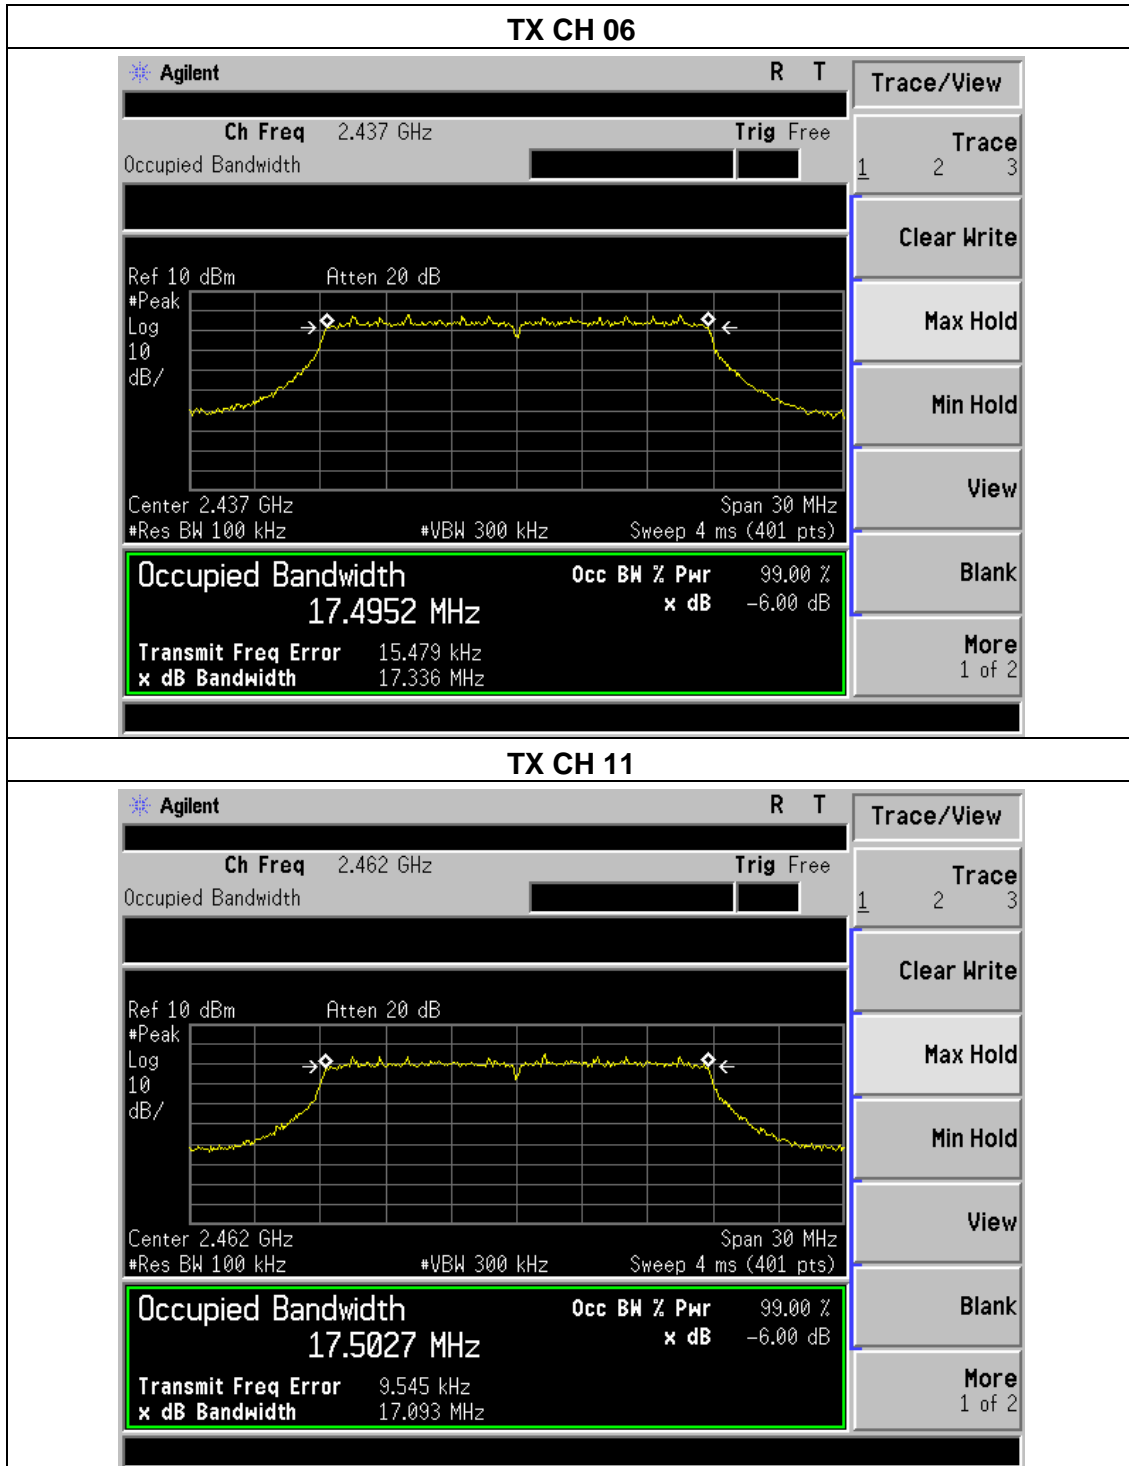 TX CH 06
Agilent R T
Trace/View
Ch Freq 2.437 GHz Trig Free
Occupied Bandwidth
Trace
1 2 3
Clear Write
Ref 10 dBm Atten 20 dB
#Peak
Log
10
dB/
Max Hold
Min Hold
View
Center 2.437 GHz Span 30 MHz
#Res BW 100 kHz #VBW 300 kHz Sweep 4 ms (401 pts)
Occupied Bandwidth Occ BW % Pwr 99.00 %
17.4952 MHz x dB -6.00 dB
Blank
Transmit Freq Error 15.479 kHz
x dB Bandwidth 17.336 MHz
More
1 of 2
TX CH 11
Agilent R T
Trace/View
Ch Freq 2.462 GHz Trig Free
Occupied Bandwidth
Trace
1 2 3
Clear Write
Ref 10 dBm Atten 20 dB
#Peak
Log
10
dB/
Max Hold
Min Hold
View
Center 2.462 GHz Span 30 MHz
#Res BW 100 kHz #VBW 300 kHz Sweep 4 ms (401 pts)
Occupied Bandwidth Occ BW % Pwr 99.00 %
17.5027 MHz x dB -6.00 dB
Blank
Transmit Freq Error 9.545 kHz
x dB Bandwidth 17.093 MHz
More
1 of 2